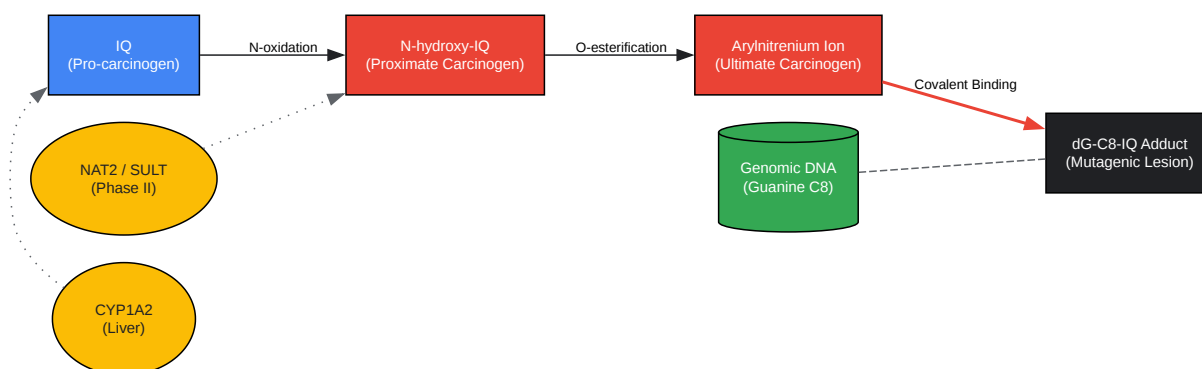 IQ
(Pro-carcinogen)
N-oxidation
N-hydroxy-IQ
(Proximate Carcinogen)
O-esterification
Arylnitrenium Ion
(Ultimate Carcinogen)
Covalent Binding
dG-C8-IQ Adduct
(Mutagenic Lesion)
NAT2 / SULT
(Phase II)
Genomic DNA
(Guanine C8)
CYP1A2
(Liver)